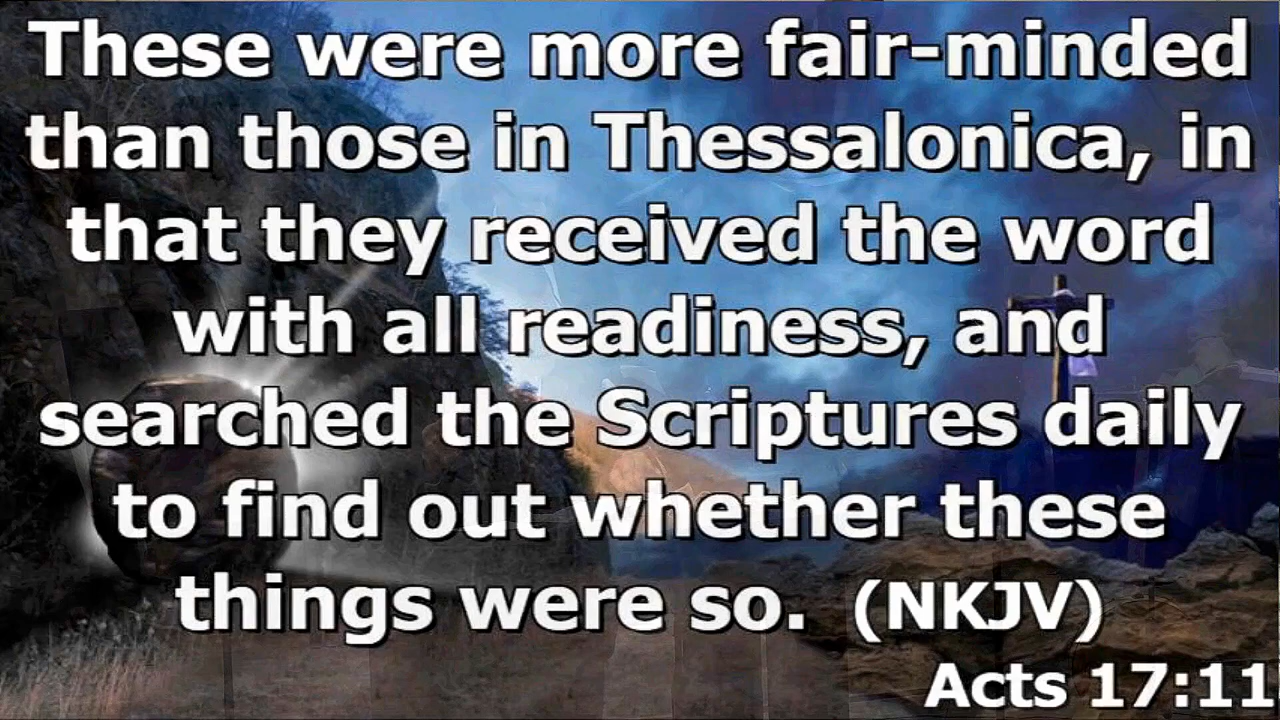 These were more fair-minded
than those in Thessalonica, in
that they received the word
with all readiness, and
searched the Scriptures daily
to find out whether these
things were so. (NKJV)
Acts 17:11